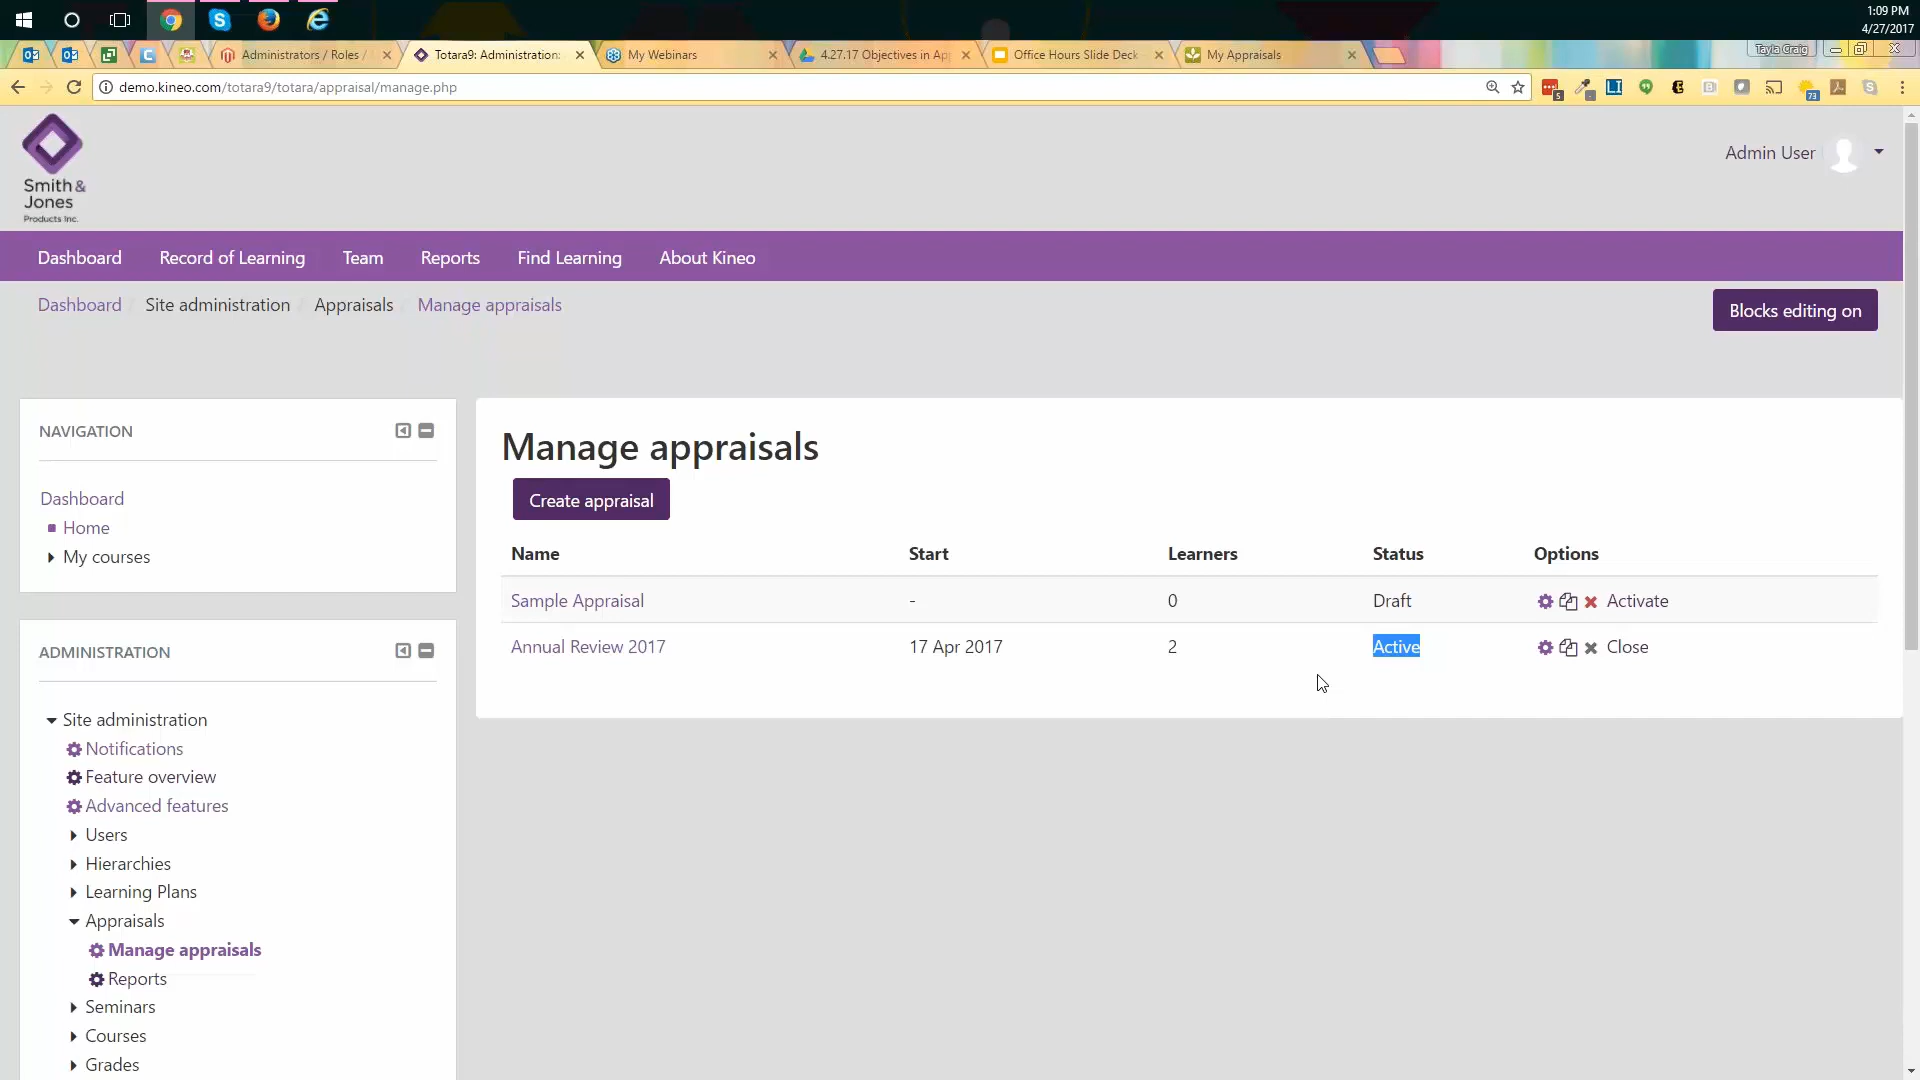 1:09 PM
4/27/2017
Administrators / Roles /
Totara9: Administration:
My Webinars
4.27.17 Objectives in Ap
Office Hours Slide Deck
My Appraisals
Tayla Craig
demo.kineo.com/totara9/totara/appraisal/manage.php
Smith &
Jones
Products Inc.
Admin User
Dashboard Record of Learning Team Reports Find Learning About Kineo
Dashboard / Site administration / Appraisals / Manage appraisals
Blocks editing on
NAVIGATION
Dashboard
Home
My courses
ADMINISTRATION
Site administration
Notifications
Feature overview
Advanced features
Users
Hierarchies
Learning Plans
Appraisals
Manage appraisals
Reports
Seminars
Courses
Grades
Manage appraisals
Create appraisal
Name Start Learners Status Options
Sample Appraisal - 0 Draft Activate
Annual Review 2017 17 Apr 2017 2 Active Close